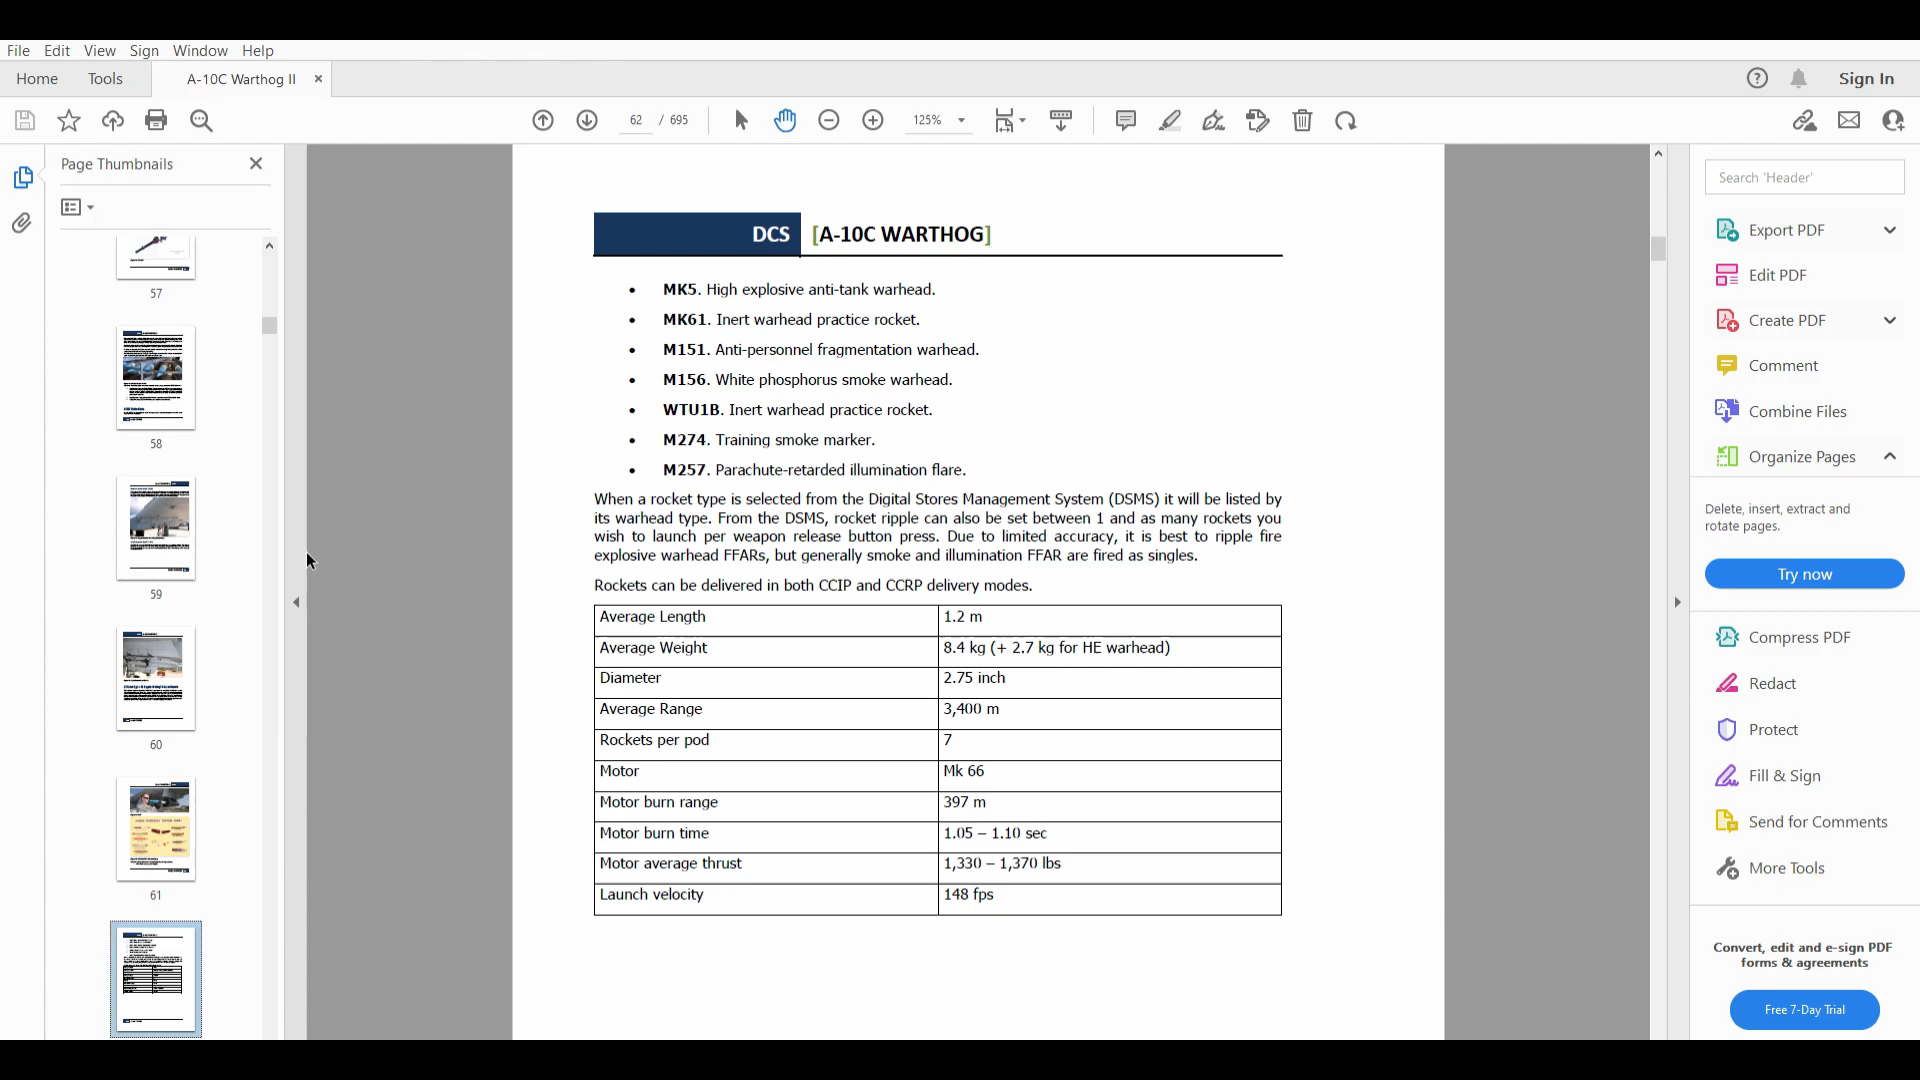 File Edit View Sign Window Help
Home Tools A-10C Warthog II × Sign In
62 / 695 125%
Page Thumbnails
57
58
59
60
61
DCS [A-10C WARTHOG]
• MK5. High explosive anti-tank warhead.
• MK61. Inert warhead practice rocket.
• M151. Anti-personnel fragmentation warhead.
• M156. White phosphorus smoke warhead.
• WTU1B. Inert warhead practice rocket.
• M274. Training smoke marker.
• M257. Parachute-retarded illumination flare.
When a rocket type is selected from the Digital Stores Management System (DSMS) it will be listed by
its warhead type. From the DSMS, rocket ripple can also be set between 1 and as many rockets you
wish to launch per weapon release button press. Due to limited accuracy, it is best to ripple fire
explosive warhead FFARs, but generally smoke and illumination FFAR are fired as singles.
Rockets can be delivered in both CCIP and CCRP delivery modes.
Average Length 1.2 m
Average Weight 8.4 kg (+ 2.7 kg for HE warhead)
Diameter 2.75 inch
Average Range 3,400 m
Rockets per pod 7
Motor Mk 66
Motor burn range 397 m
Motor burn time 1.05 – 1.10 sec
Motor average thrust 1,330 – 1,370 lbs
Launch velocity 148 fps
Search 'Header'
Export PDF
Edit PDF
Create PDF
Comment
Combine Files
Organize Pages
Delete, insert, extract and
rotate pages.
Try now
Compress PDF
Redact
Protect
Fill & Sign
Send for Comments
More Tools
Convert, edit and e-sign PDF
forms & agreements
Free 7-Day Trial